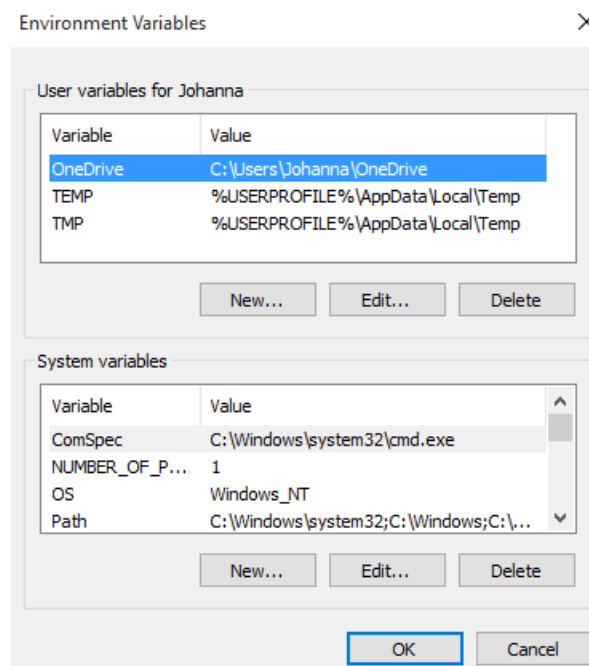 Environment Variables
User variables for Johanna
Variable Value
OneDrive C:\Users\Johanna\OneDrive
TEMP %USERPROFILE%\AppData\Local\Temp
TMP %USERPROFILE%\AppData\Local\Temp
New... Edit... Delete
System variables
Variable Value
ComSpec C:\Windows\system32\cmd.exe
NUMBER_OF_P... 1
OS Windows_NT
Path C:\Windows\system32;C:\Windows;C:\...
New... Edit... Delete
OK Cancel